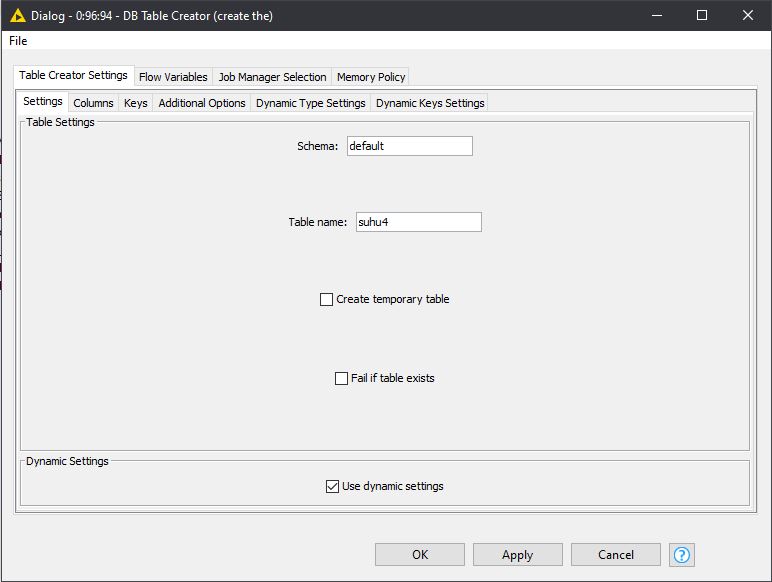 Dialog - 0:96:94 - DB Table Creator (create the)
File
Table Creator Settings Flow Variables Job Manager Selection Memory Policy
Settings Columns Keys Additional Options Dynamic Type Settings Dynamic Keys Settings
Table Settings
Schema: default
Table name: suhu4
Create temporary table
Fail if table exists
Dynamic Settings
Use dynamic settings
OK Apply Cancel ?